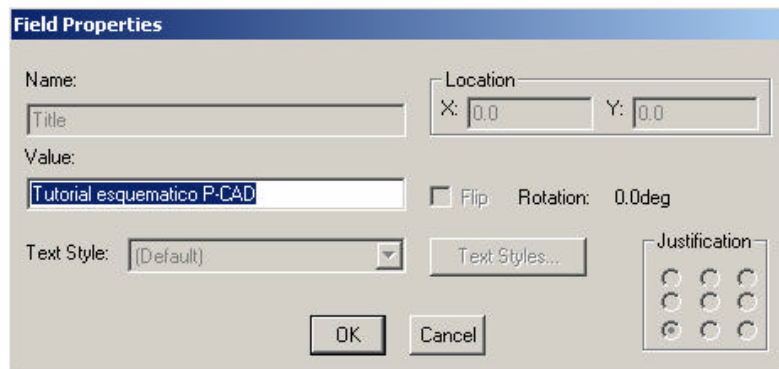 Field Properties
Name:
Title
Location
X: 0.0 Y: 0.0
Value:
Tutorial esquematico P-CAD
Flip Rotation: 0.0deg
Text Style: (Default)
Text Styles...
Justification
OK Cancel